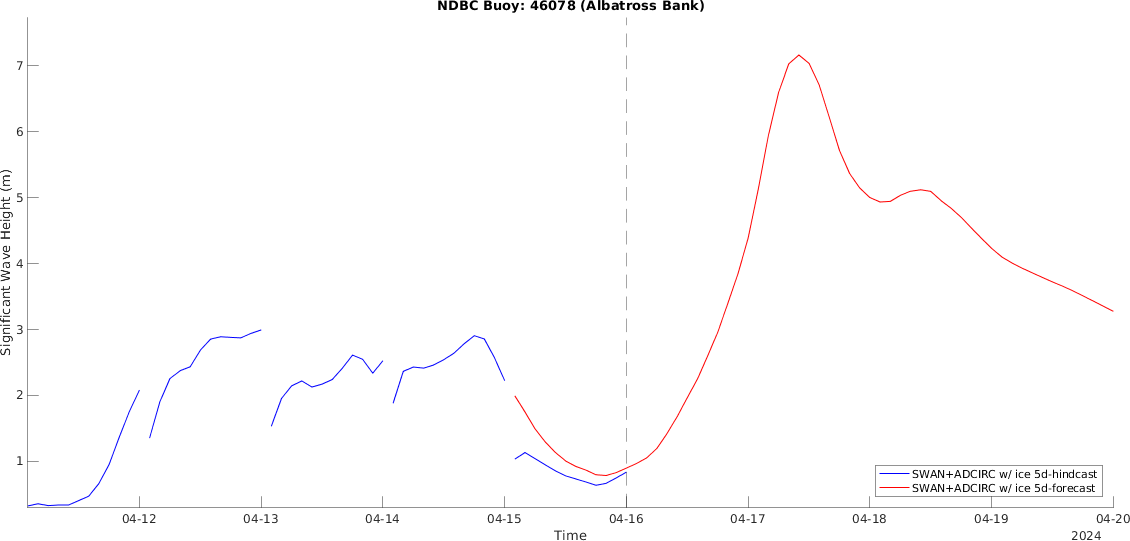 NDBC Buoy: 46078 (Albatross Bank)
Significant Wave Height (m)
7
6
5
4
3
2
1
SWAN+ADCIRC w/ ice 5d-hindcast
SWAN+ADCIRC w/ ice 5d-forecast
04-12 04-13 04-14 04-15 04-16 04-17 04-18 04-19 04-20
Time
2024